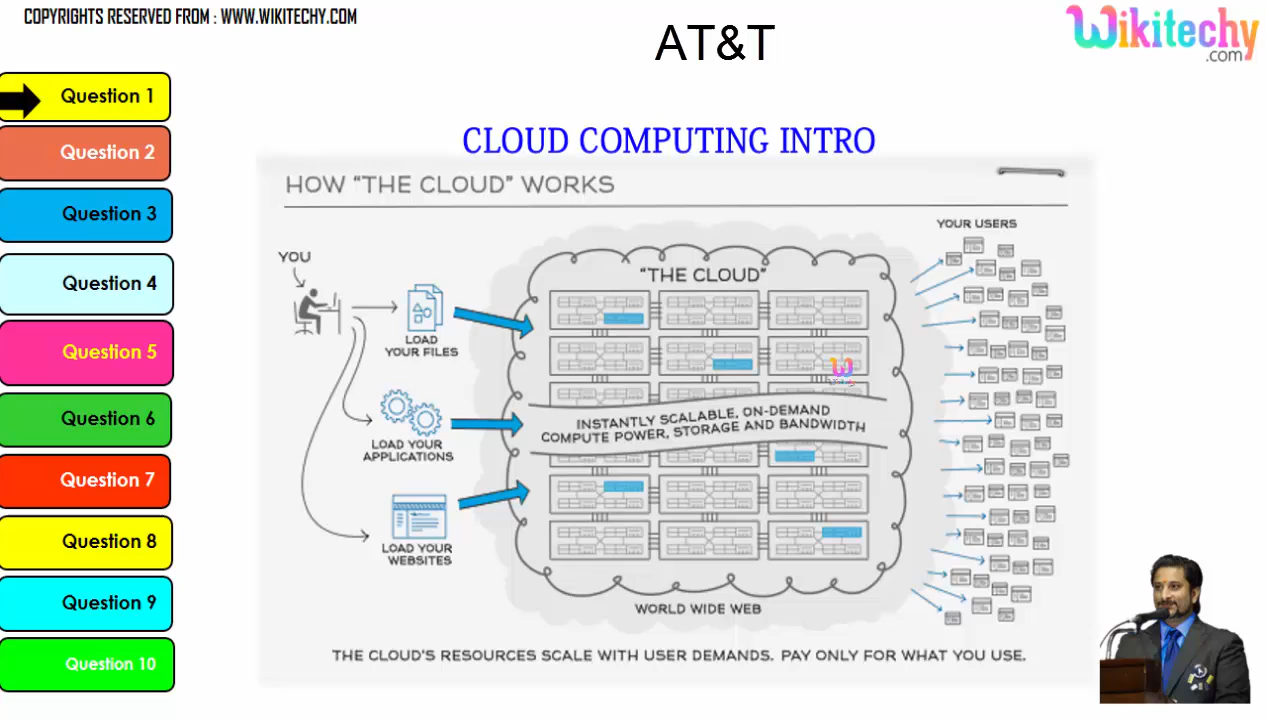 COPYRIGHTS RESERVED FROM : WWW.WIKITECHY.COM
AT&T
Wikitechy
.com
Question 1
Question 2
Question 3
Question 4
Question 5
Question 6
Question 7
Question 8
Question 9
Question 10
CLOUD COMPUTING INTRO
HOW “THE CLOUD” WORKS
YOU
LOAD
YOUR FILES
LOAD YOUR
APPLICATIONS
LOAD YOUR
WEBSITES
“THE CLOUD”
INSTANTLY SCALABLE, ON-DEMAND
COMPUTE POWER, STORAGE AND BANDWIDTH
WORLD WIDE WEB
YOUR USERS
THE CLOUD'S RESOURCES SCALE WITH USER DEMANDS. PAY ONLY FOR WHAT YOU USE.